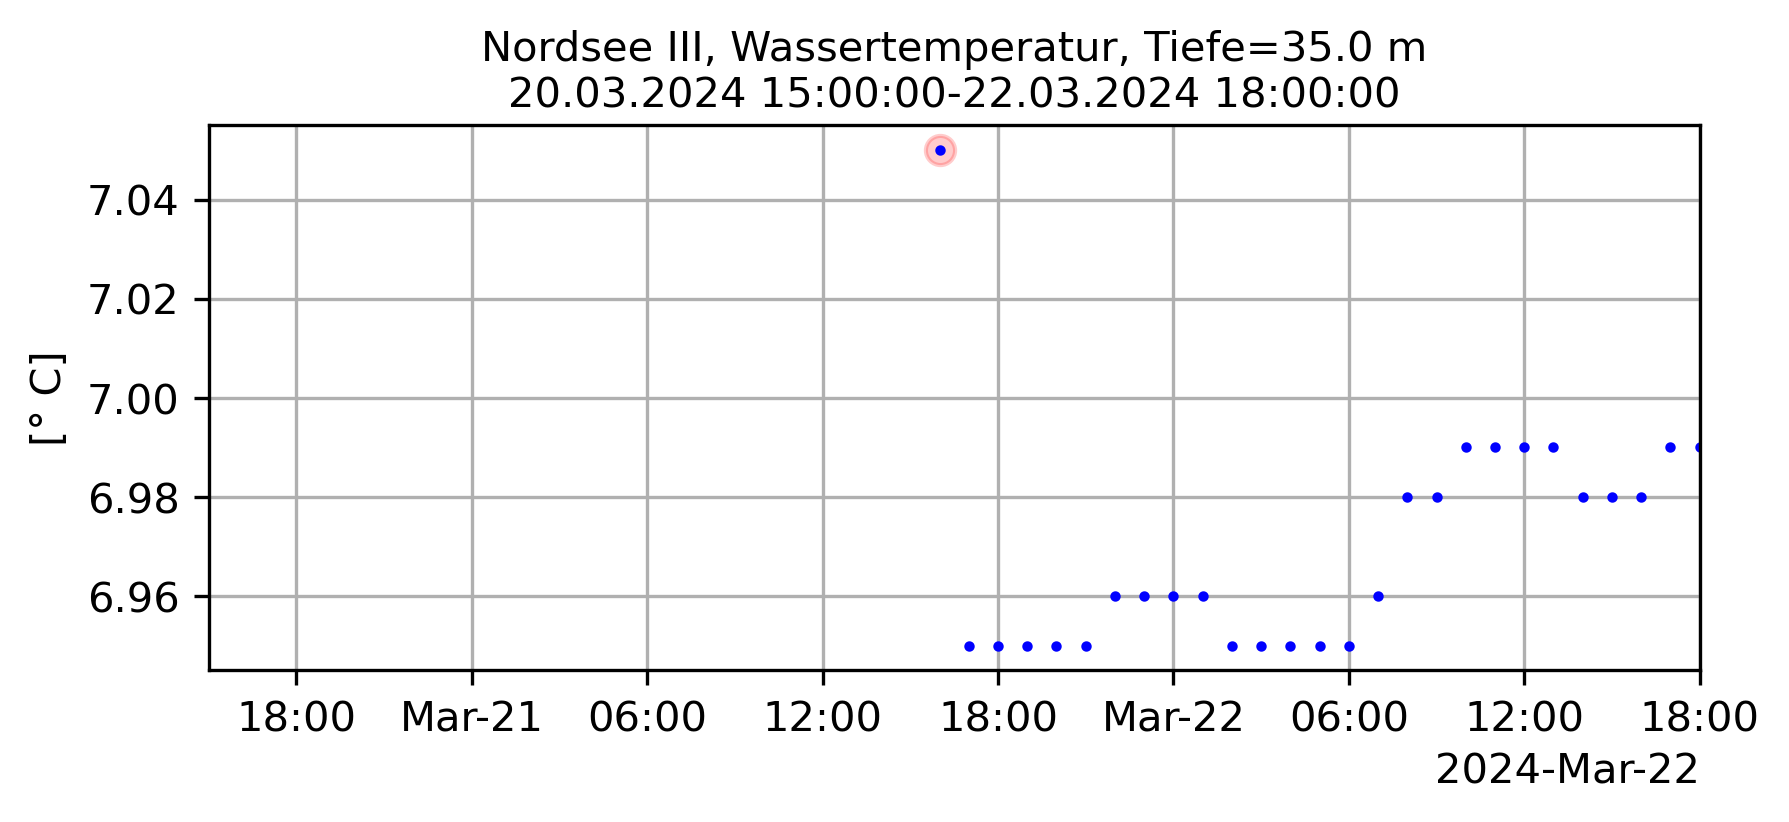 Nordsee III, Wassertemperatur, Tiefe=35.0 m
20.03.2024 15:00:00-22.03.2024 18:00:00
7.04
7.02
7.00
6.98
6.96
[° C]
18:00 Mar-21 06:00 12:00 18:00 Mar-22 06:00 12:00 18:00
2024-Mar-22